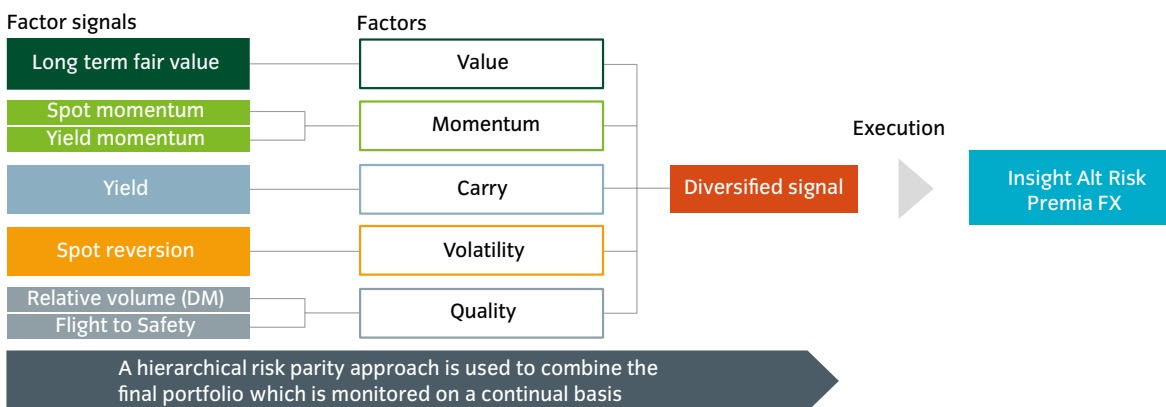 Factor signals
Factors
Long term fair value
Value
Spot momentum
Yield momentum
Momentum
Execution
Yield
Carry
Diversified signal
Insight Alt Risk
Premia FX
Spot reversion
Volatility
Relative volume (DM)
Flight to Safety
Quality
A hierarchical risk parity approach is used to combine the
final portfolio which is monitored on a continual basis